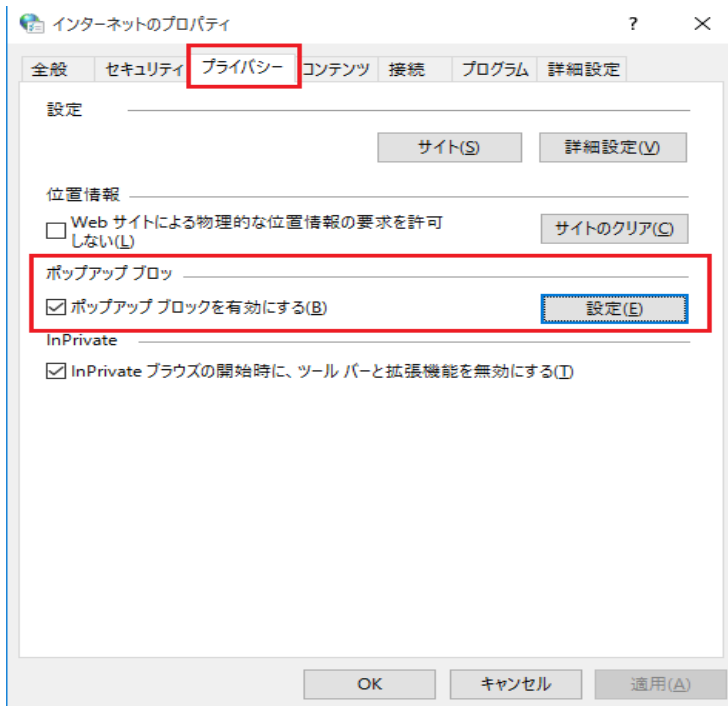 インターネットのプロパティ ?
全般 セキュリティ プライバシー コンテンツ 接続 プログラム 詳細設定
設定
サイト(S) 詳細設定(V)
位置情報
Web サイトによる物理的な位置情報の要求を許可
しない(L)
サイトのクリア(C)
ポップアップ ブロッ
ポップアップ ブロックを有効にする(B) 設定(E)
InPrivate
InPrivate ブラウズの開始時に、ツール バーと拡張機能を無効にする(T)
OK キャンセル 適用(A)